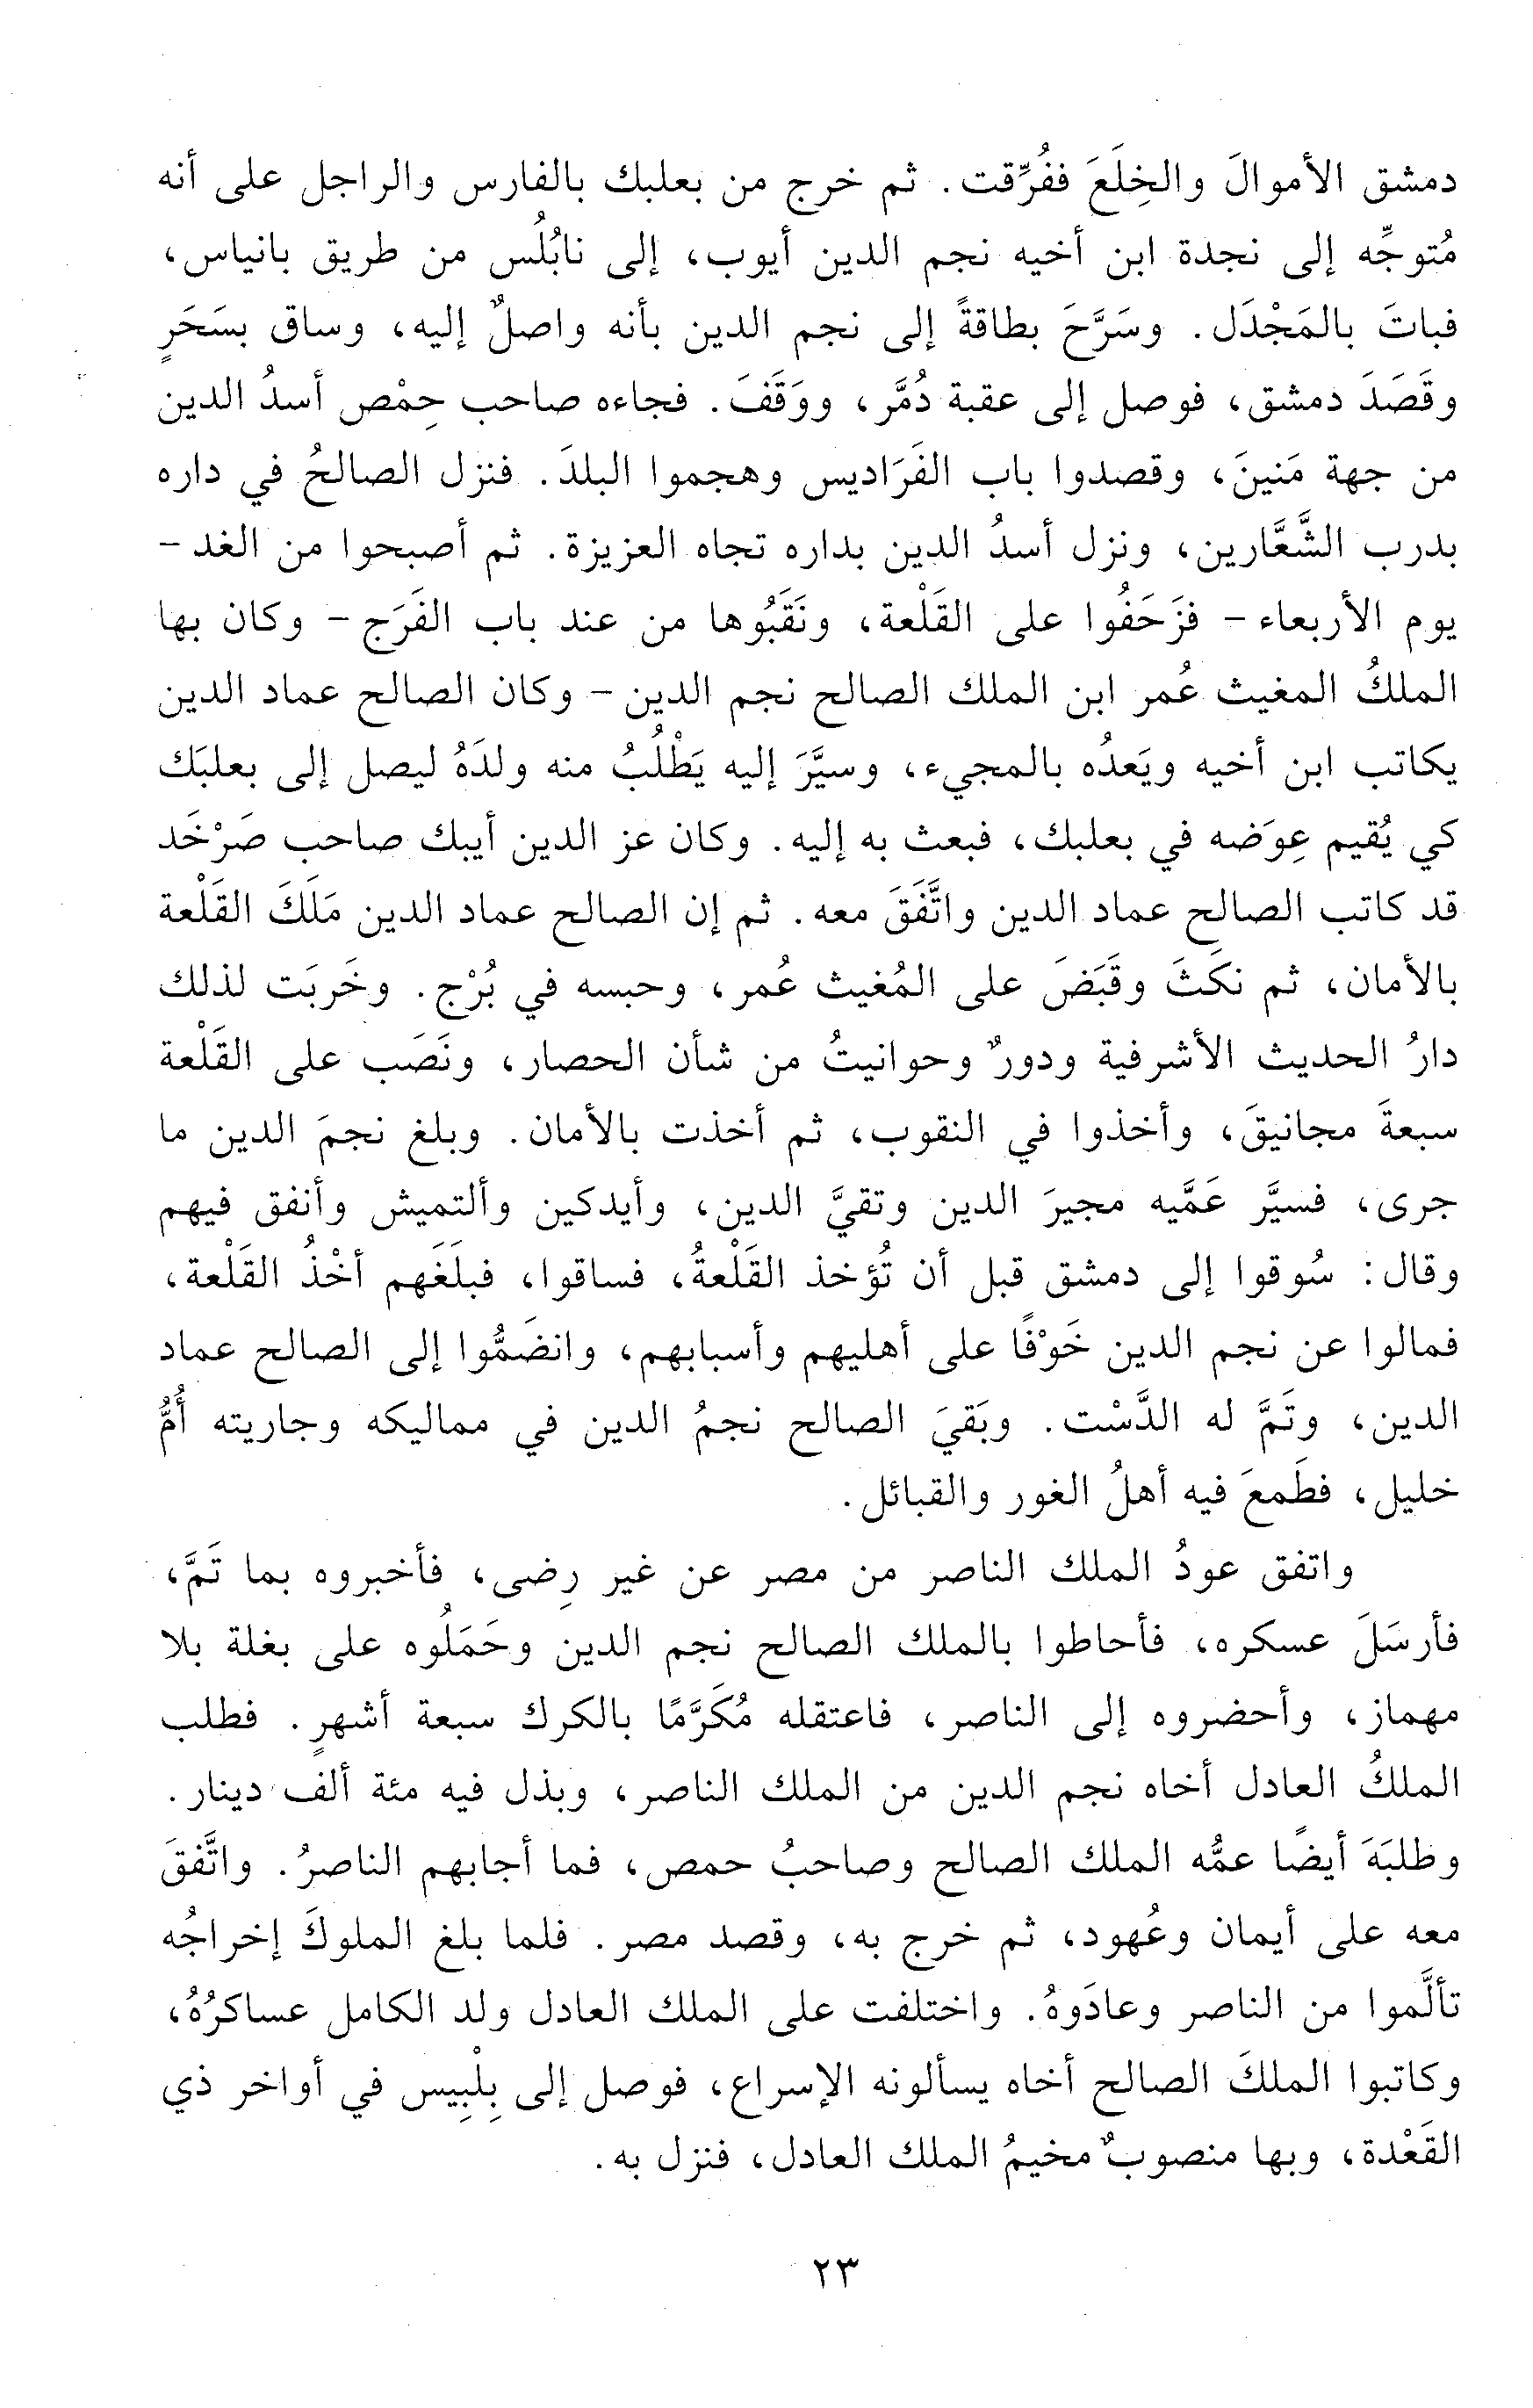 دمشق الأموالَ والخِلَعَ ففُرِّقت. ثم خرج من بعلبك بالفارس والراجل على أنه
مُتوجِّه إلى نجدة ابن أخيه نجم الدين أيوب، إلى نابُلُس من طريق بانياس،
فباتَ بالمَجْدَل. وسَرَّحَ بطاقةً إلى نجم الدين بأنه واصلٌ إليه، وساق بسَحَرٍ
وقَصَدَ دمشق، فوصل إلى عقبة دُمَّر، ووَقَفَ. فجاءه صاحب حِمْص أسدُ الدين
من جهة مَنينَ، وقصدوا باب الفَرَاديس وهجموا البلدَ. فنزل الصالحُ في داره
بدرب الشَّعَّارين، ونزل أسدُ الدين بداره تجاه العزيزة. ثم أصبحوا من الغد -
يوم الأربعاء - فزَحَفُوا على القَلْعة، ونَقَبُوها من عند باب الفَرَج - وكان بها
الملكُ المغيث عُمر ابن الملك الصالح نجم الدين - وكان الصالح عماد الدين
يكاتب ابن أخيه ويَعدُه بالمجيء، وسيَّرَ إليه يَطْلُبُ منه ولدَهُ ليصل إلى بعلبَك
كي يُقيم عِوَضه في بعلبك، فبعث به إليه. وكان عز الدين أيبك صاحب صَرْخَد
قد كاتب الصالح عماد الدين واتَّفَقَ معه. ثم إن الصالح عماد الدين مَلَكَ القَلْعة
بالأمان، ثم نكَثَ وقَبَضَ على المُغيث عُمر، وحبسه في بُرْج. وخَربَت لذلك
دارُ الحديث الأشرفية ودورٌ وحوانيتُ من شأن الحصار، ونَصَب على القَلْعة
سبعةَ مجانيقَ، وأخذوا في النقوب، ثم أخذت بالأمان. وبلغ نجمَ الدين ما
جرى، فسيَّر عَمَّيه مجيرَ الدين وتقيَّ الدين، وأيدكين وألتميش وأنفق فيهم
وقال: سُوقوا إلى دمشق قبل أن تُؤخذ القَلْعةُ، فساقوا، فبلَغَهم أخْذُ القَلْعة،
فمالوا عن نجم الدين خَوْفًا على أهليهم وأسبابهم، وانضَمُّوا إلى الصالح عماد
الدين، وتَمَّ له الدَّسْت. وبَقيَ الصالح نجمُ الدين في مماليكه وجاريته أُمُّ
خليل، فطَمعَ فيه أهلُ الغور والقبائل.
واتفق عودُ الملك الناصر من مصر عن غير رِضى، فأخبروه بما تَمَّ،
فأرسَلَ عسكره، فأحاطوا بالملك الصالح نجم الدين وحَمَلُوه على بغلة بلا
مهماز، وأحضروه إلى الناصر، فاعتقله مُكَرَّمًا بالكرك سبعة أشهرٍ. فطلب
الملكُ العادل أخاه نجم الدين من الملك الناصر، وبذل فيه مئة ألف دينار.
وطلبَهَ أيضًا عمُّه الملك الصالح وصاحبُ حمص، فما أجابهم الناصرُ. واتَّفقَ
معه على أيمان وعُهود، ثم خرج به، وقصد مصر. فلما بلغ الملوكَ إخراجُه
تألَّموا من الناصر وعادَوهُ. واختلفت على الملك العادل ولد الكامل عساكرُهُ،
وكاتبوا الملكَ الصالح أخاه يسألونه الإسراع، فوصل إلى بِلْبِيس في أواخر ذي
القَعْدة، وبها منصوبٌ مخيمُ الملك العادل، فنزل به.
٢٣